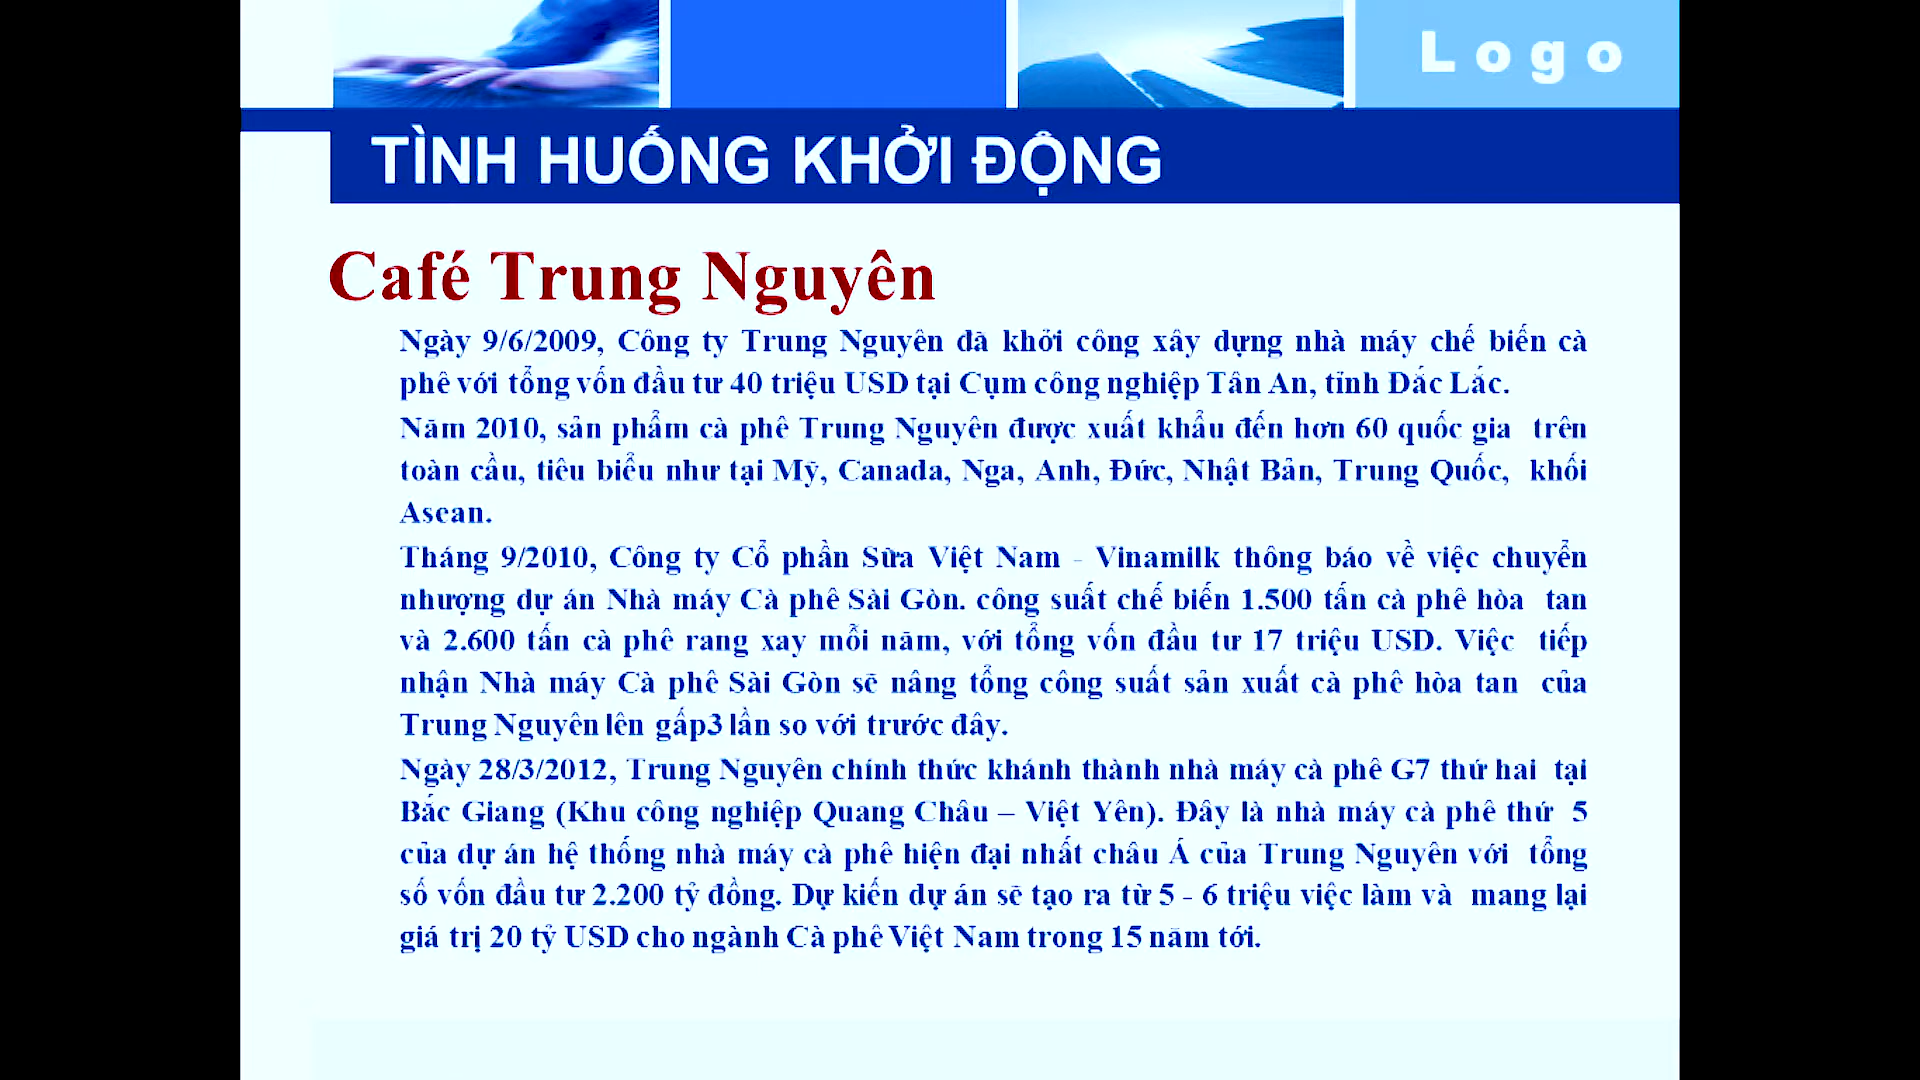 Logo
TÌNH HUỐNG KHỞI ĐỘNG
Café Trung Nguyên
Ngày 9/6/2009, Công ty Trung Nguyên đã khởi công xây dựng nhà máy chế biến cà
phê với tổng vốn đầu tư 40 triệu USD tại Cụm công nghiệp Tân An, tỉnh Đắc Lắc.
Năm 2010, sản phẩm cà phê Trung Nguyên được xuất khẩu đến hơn 60 quốc gia trên
toàn cầu, tiêu biểu như tại Mỹ, Canada, Nga, Anh, Đức, Nhật Bản, Trung Quốc, khối
Asean.
Tháng 9/2010, Công ty Cổ phần Sữa Việt Nam - Vinamilk thông báo về việc chuyển
nhượng dự án Nhà máy Cà phê Sài Gòn. công suất chế biến 1.500 tấn cà phê hòa tan
và 2.600 tấn cà phê rang xay mỗi năm, với tổng vốn đầu tư 17 triệu USD. Việc tiếp
nhận Nhà máy Cà phê Sài Gòn sẽ nâng tổng công suất sản xuất cà phê hòa tan của
Trung Nguyên lên gấp3 lần so với trước đây.
Ngày 28/3/2012, Trung Nguyên chính thức khánh thành nhà máy cà phê G7 thứ hai tại
Bắc Giang (Khu công nghiệp Quang Châu – Việt Yên). Đây là nhà máy cà phê thứ 5
của dự án hệ thống nhà máy cà phê hiện đại nhất châu Á của Trung Nguyên với tổng
số vốn đầu tư 2.200 tỷ đồng. Dự kiến dự án sẽ tạo ra từ 5 - 6 triệu việc làm và mang lại
giá trị 20 tỷ USD cho ngành Cà phê Việt Nam trong 15 năm tới.